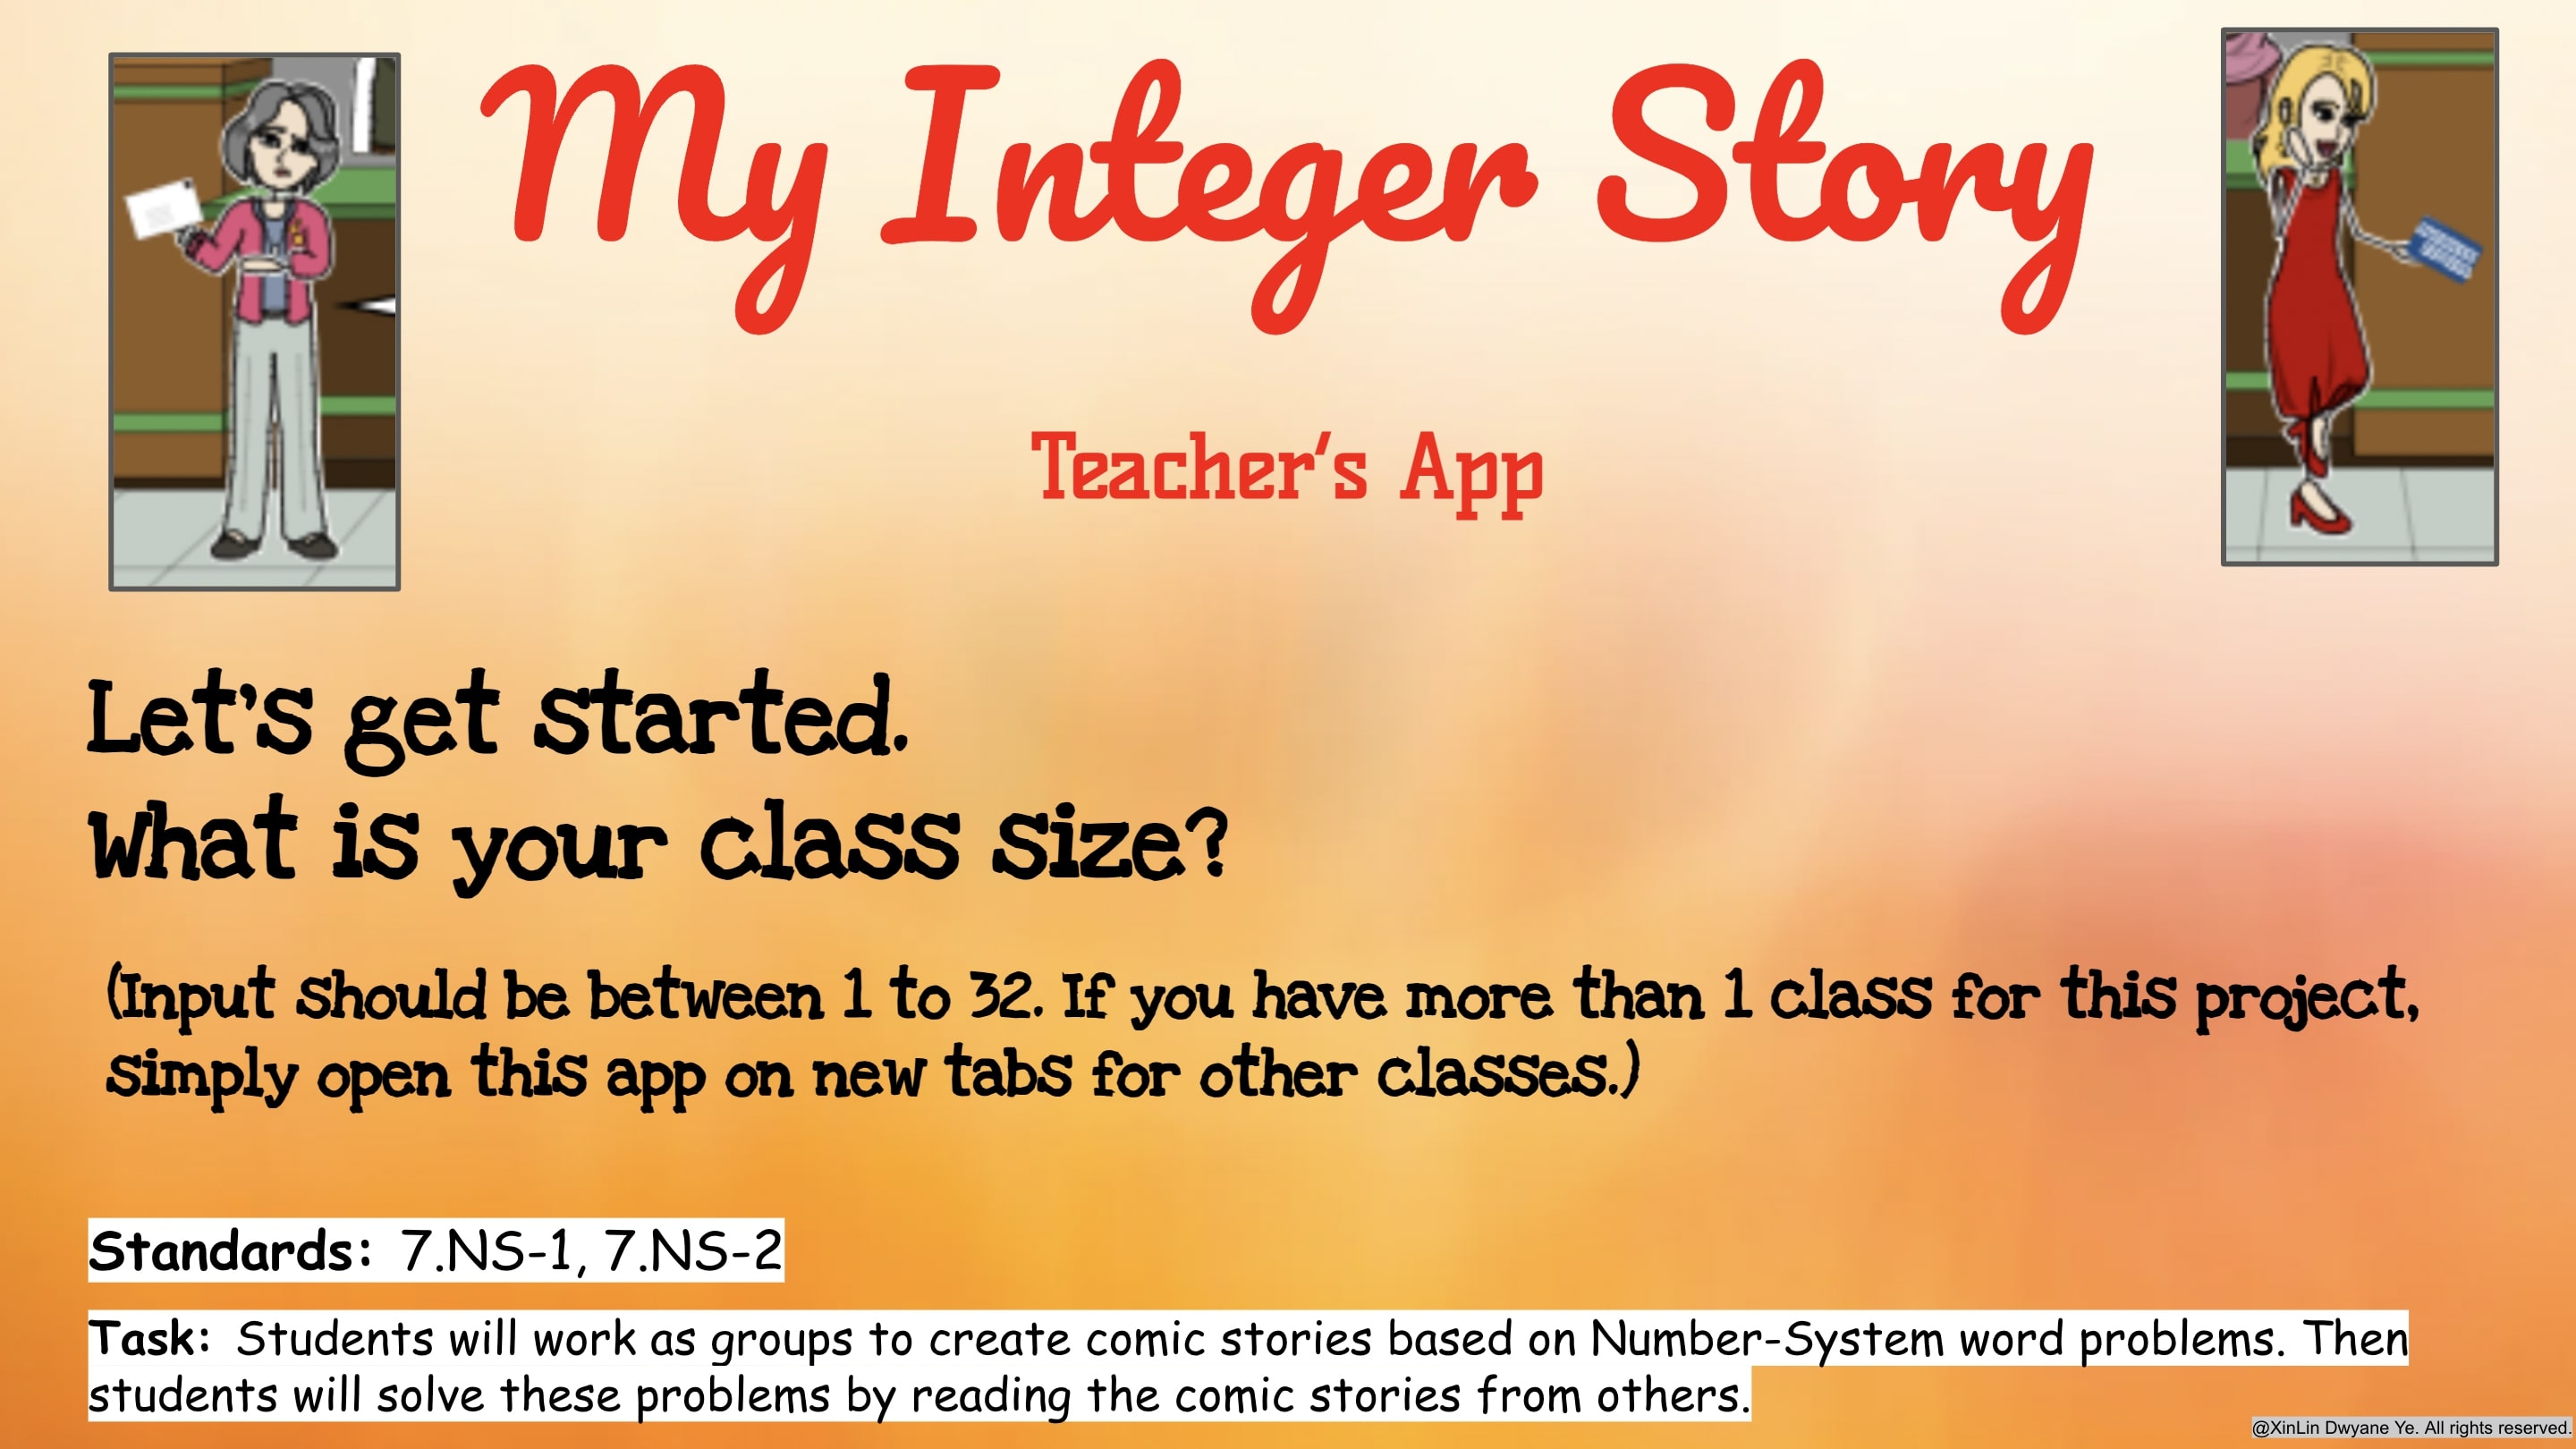 My Integer Story
Teacher's App
Let's get started.
What is your class size?
(Input should be between 1 to 32. If you have more than 1 class for this project,
simply open this app on new tabs for other classes.)
Standards: 7.NS-1, 7.NS-2
Task: Students will work as groups to create comic stories based on Number-System word problems. Then
students will solve these problems by reading the comic stories from others.
@XinLin Dwyane Ye. All rights reserved.